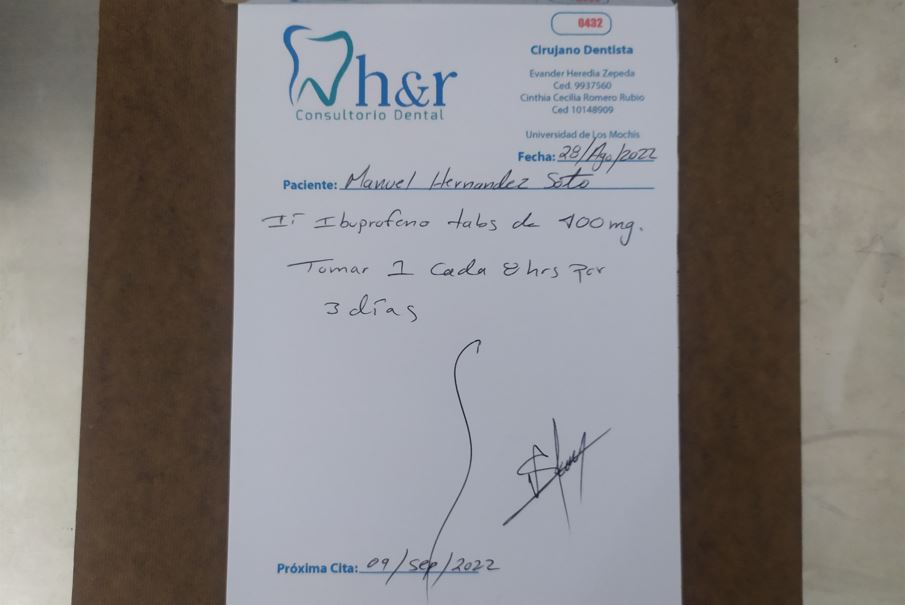 0432
h&r
Consultorio Dental
Cirujano Dentista
Evander Heredia Zepeda
Ced. 9937560
Cinthia Cecilia Romero Rubio
Ced 10148909
Universidad de Los Mochis
Fecha: 28/Ago/2022
Paciente: Manuel Hernandez Soto
Ibuprofeno tabs de 400mg.
Tomar 1 cada 8 hrs por
3 días
Próxima Cita: 09/Sep/2022